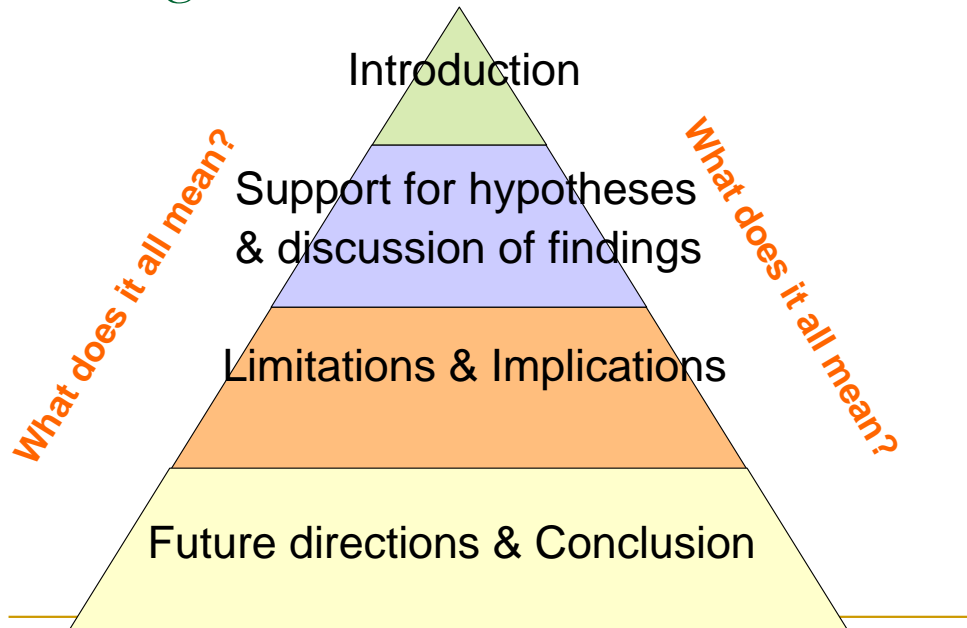 Introduction
What does it all mean?
What does it all mean?
Support for hypotheses
& discussion of findings
Limitations & Implications
Future directions & Conclusion